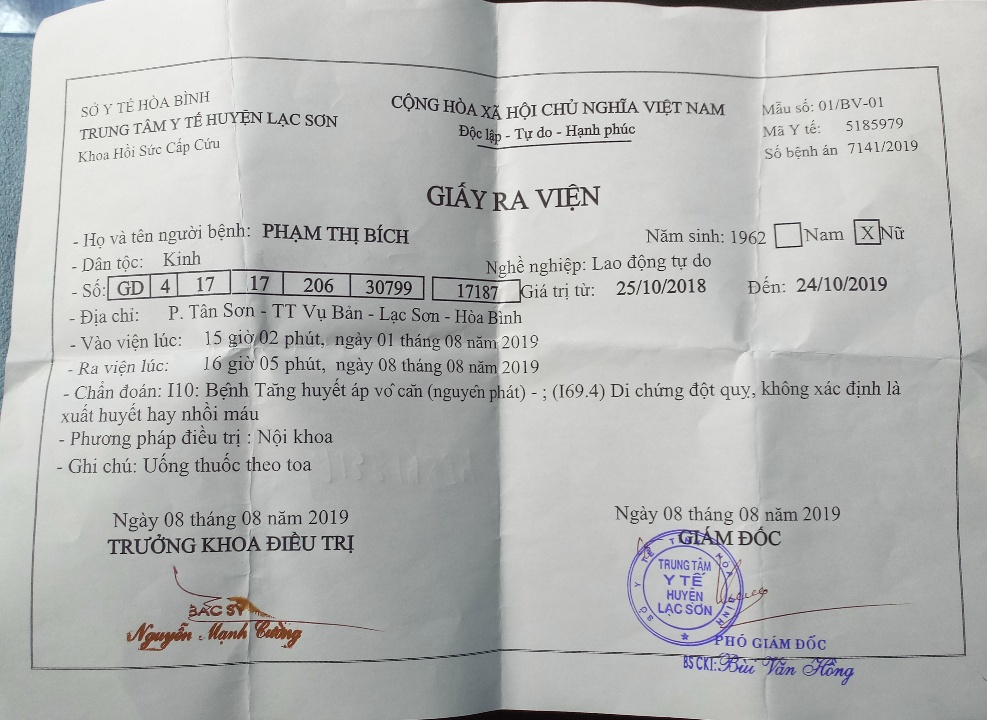 SỞ Y TẾ HÒA BÌNH
TRUNG TÂM Y TẾ HUYỆN LẠC SƠN
Khoa Hồi Sức Cấp Cứu
CỘNG HÒA XÃ HỘI CHỦ NGHĨA VIỆT NAM
Độc lập - Tự do - Hạnh phúc
Mẫu số: 01/BV-01
Mã Y tế: 5185979
Số bệnh án 7141/2019
GIẤY RA VIỆN
- Họ và tên người bệnh: PHẠM THỊ BÍCH Năm sinh: 1962 Nam X Nữ
- Dân tộc: Kinh Nghề nghiệp: Lao động tự do
- Số: GD 4 17 17 206 30799 17187 Giá trị từ: 25/10/2018 Đến: 24/10/2019
- Địa chỉ: P. Tân Sơn - TT Vụ Bản - Lạc Sơn - Hòa Bình
- Vào viện lúc: 15 giờ 02 phút, ngày 01 tháng 08 năm 2019
- Ra viện lúc: 16 giờ 05 phút, ngày 08 tháng 08 năm 2019
- Chẩn đoán: I10: Bệnh Tăng huyết áp vô căn (nguyên phát) - ; (I69.4) Di chứng đột quỵ, không xác định là
xuất huyết hay nhồi máu
- Phương pháp điều trị : Nội khoa
- Ghi chú: Uống thuốc theo toa
Ngày 08 tháng 08 năm 2019
TRƯỞNG KHOA ĐIỀU TRỊ
BÁC SỸ
Nguyễn Mạnh Cường
Ngày 08 tháng 08 năm 2019
GIÁM ĐỐC
SỞ Y TẾ TỈNH HÒA BÌNH
TRUNG TÂM
Y TẾ
HUYỆN
LẠC SƠN
PHÓ GIÁM ĐỐC
BS CKI: Bùi Văn Hồng